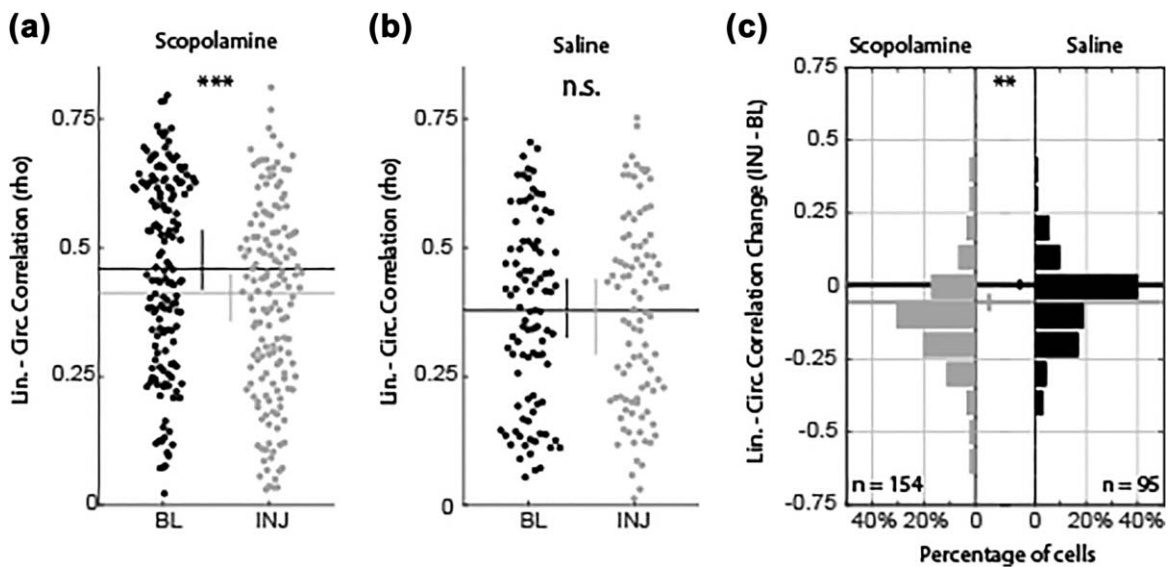 (a)
Scopolamine
***
Lin. - Circ. Correlation (rho)
0.75
0.5
0.25
0
BL
INJ
(b)
Saline
n.s.
Lin. - Circ. Correlation (rho)
0.75
0.5
0.25
0
BL
INJ
(c)
Scopolamine
Saline
**
Lin. - Circ. Correlation Change (INJ - BL)
0.75
0.5
0.25
0
-0.25
-0.5
-0.75
n = 154
n = 95
40% 20% 0 0 20% 40%
Percentage of cells